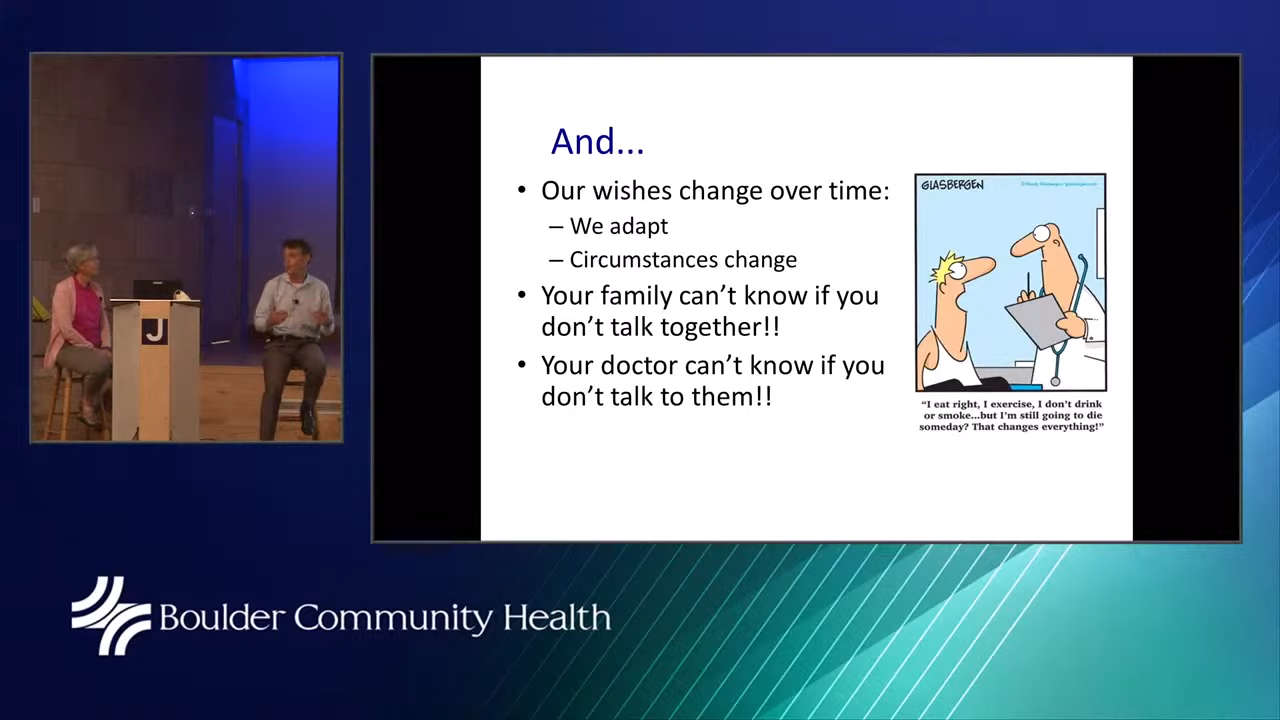 And...
• Our wishes change over time:
– We adapt
– Circumstances change
• Your family can’t know if you
don’t talk together!!
• Your doctor can’t know if you
don’t talk to them!!
GLASBERGEN
“I eat right, I exercise, I don’t drink
or smoke...but I’m still going to die
someday? That changes everything!”
J
Boulder Community Health